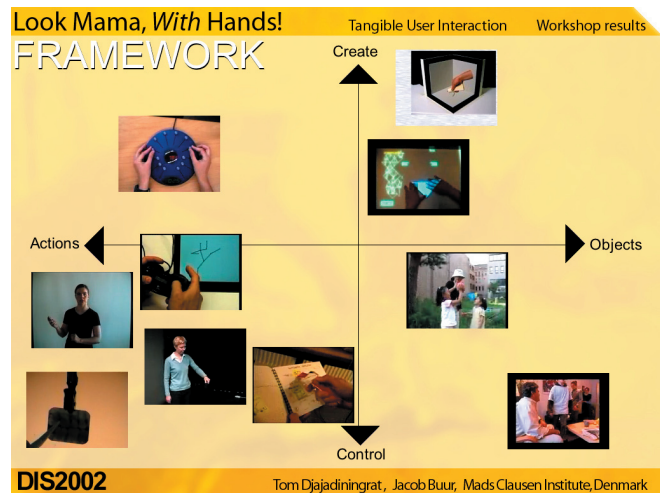 Look Mama, With Hands! Tangible User Interaction Workshop results
FRAMEWORK
Create
Actions
Objects
Control
DIS2002 Tom Djajadiningrat, Jacob Buur, Mads Clausen Institute, Denmark